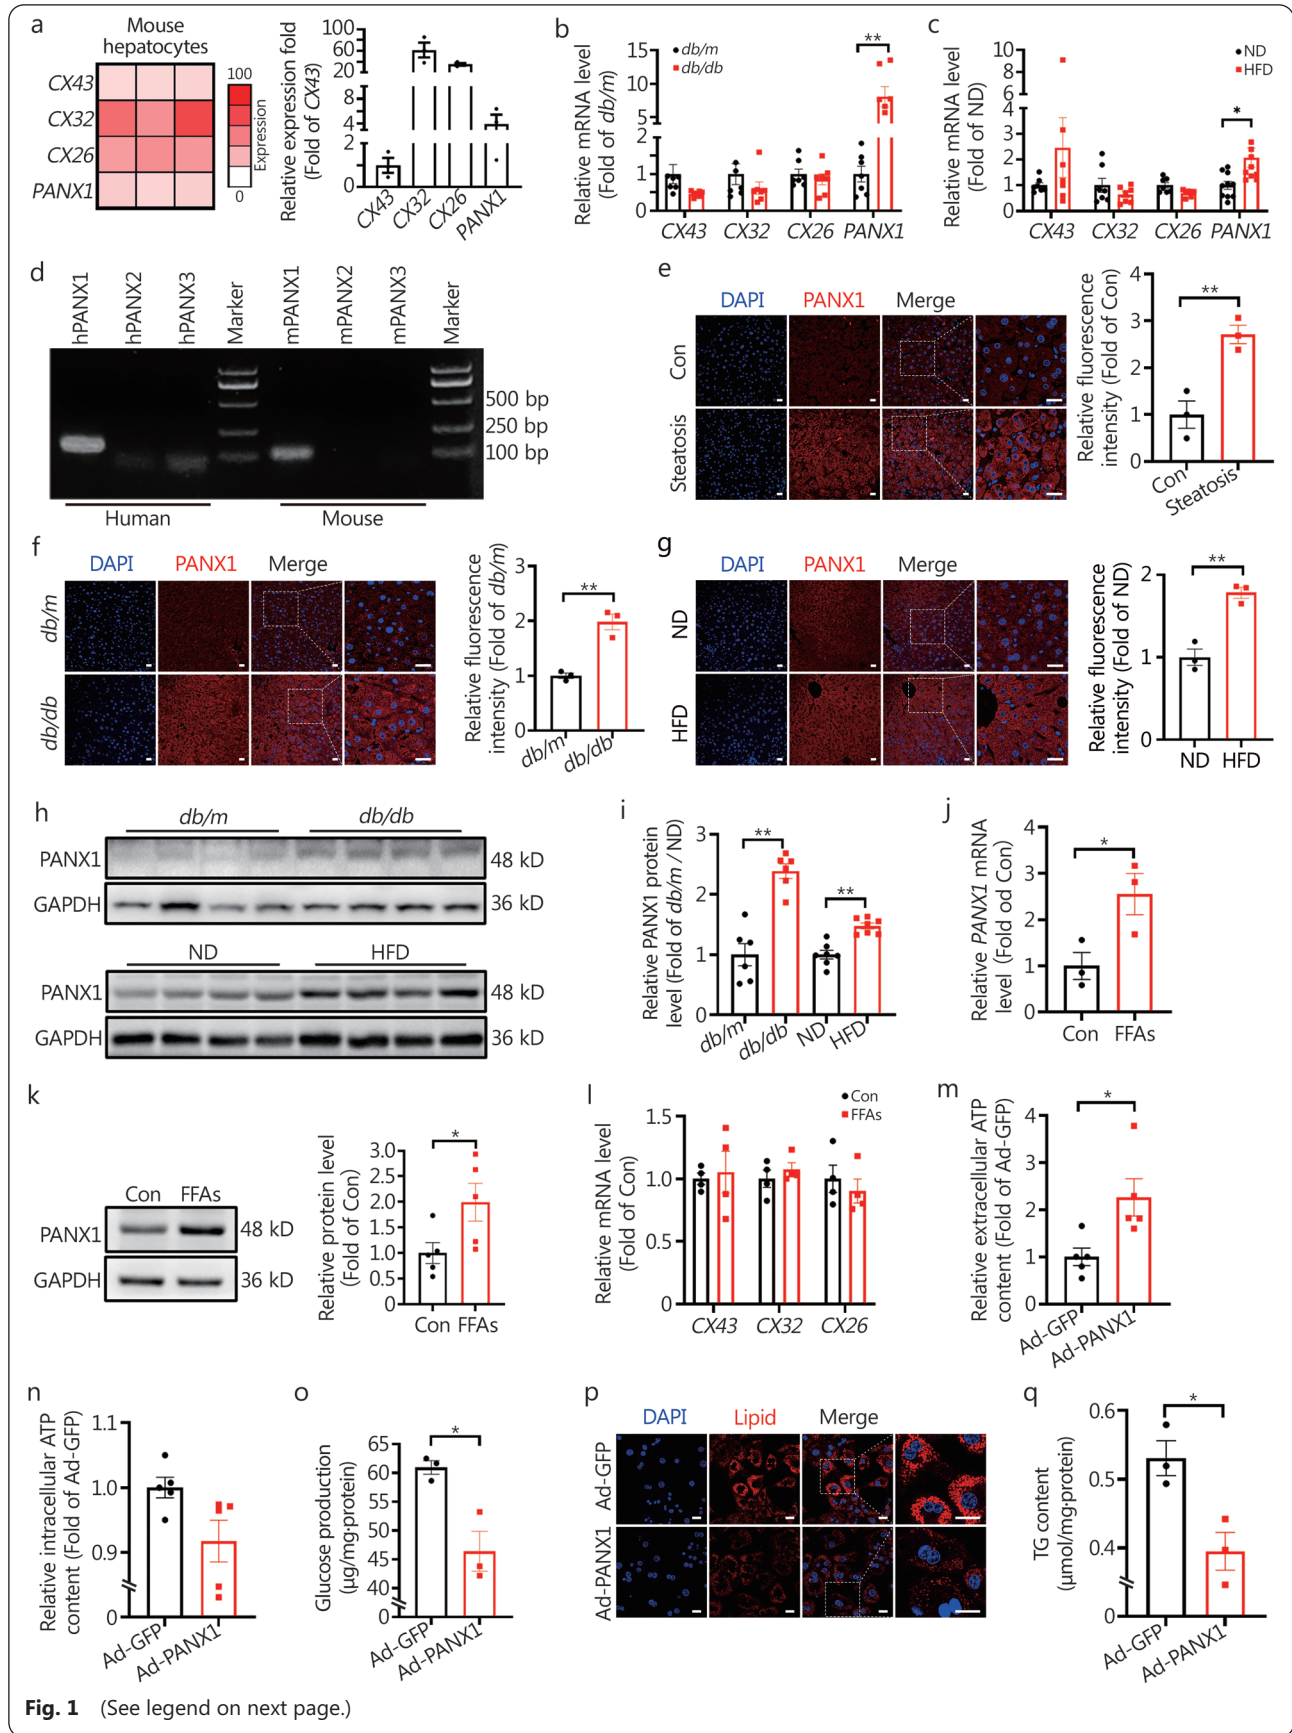 a
Mouse
hepatocytes
CX43
CX32
CX26
PANX1
100
0
Expression
Relative expression fold
(Fold of CX43)
100
60
20
8
4
2
0
CX43
CX32
CX26
PANX1
b
Relative mRNA level
(Fold of db/m)
db/m
db/db
**
15
10
5
2
1
0
CX43
CX32
CX26
PANX1
c
Relative mRNA level
(Fold of ND)
ND
HFD
*
10
8
6
4
3
2
1
0
CX43
CX32
CX26
PANX1
d
hPANX1
hPANX2
hPANX3
Marker
mPANX1
mPANX2
mPANX3
Marker
500 bp
250 bp
100 bp
Human
Mouse
e
DAPI
PANX1
Merge
Con
Steatosis
Relative fluorescence
intensity (Fold of Con)
**
4
3
2
1
0
Con
Steatosis
f
DAPI
PANX1
Merge
db/m
db/db
Relative fluorescence
intensity (Fold of db/m)
**
3
2
1
0
db/m
db/db
g
DAPI
PANX1
Merge
ND
HFD
Relative fluorescence
intensity (Fold of ND)
**
2
1
0
ND
HFD
h
db/m
db/db
PANX1
48 kD
GAPDH
36 kD
ND
HFD
PANX1
48 kD
GAPDH
36 kD
i
Relative PANX1 protein
level (Fold of db/m / ND)
**
**
3
2
1
0
db/m
db/db
ND
HFD
j
Relative PANX1 mRNA
level (Fold od Con)
*
4
3
2
1
0
Con
FFAs
k
Con
FFAs
PANX1
48 kD
GAPDH
36 kD
Relative protein level
(Fold of Con)
*
3.0
2.5
2.0
1.5
1.0
0.5
0
Con FFAs
l
Relative mRNA level
(Fold of Con)
Con
FFAs
1.5
1.0
0.5
0
CX43
CX32
CX26
m
Relative extracellular ATP
content (Fold of Ad-GFP)
*
4
3
2
1
0
Ad-GFP
Ad-PANX1
n
Relative intracellular ATP
content (Fold of Ad-GFP)
1.1
1.0
0.9
0
Ad-GFP
Ad-PANX1
o
Glucose production
(μg/mg·protein)
*
65
60
55
50
45
40
0
Ad-GFP
Ad-PANX1
p
DAPI
Lipid
Merge
Ad-GFP
Ad-PANX1
q
TG content
(μmol/mg·protein)
*
0.6
0.5
0.4
0
Ad-GFP
Ad-PANX1
Fig. 1 (See legend on next page.)